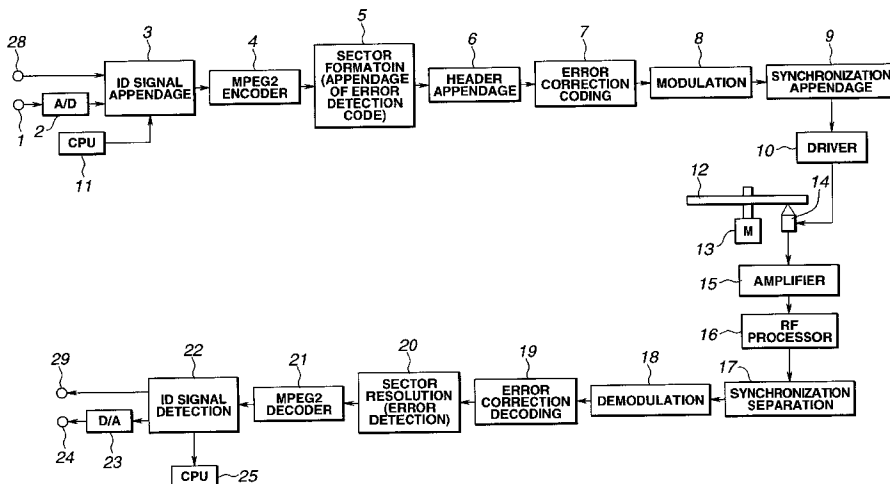 28
3
ID SIGNAL
APPENDAGE
4
MPEG2
ENCODER
5
SECTOR
FORMATOIN
(APPENDAGE
OF ERROR
DETECTION
CODE)
6
HEADER
APPENDAGE
7
ERROR
CORRECTION
CODING
8
MODULATION
9
SYNCHRONIZATION
APPENDAGE
A/D
1
2
CPU
11
10
DRIVER
12
14
13
M
15
AMPLIFIER
16
RF
PROCESSOR
17
SYNCHRONIZATION
SEPARATION
18
DEMODULATION
19
ERROR
CORRECTION
DECODING
20
SECTOR
RESOLUTION
(ERROR
DETECTION)
21
MPEG2
DECODER
22
ID SIGNAL
DETECTION
29
D/A
24
23
CPU
25